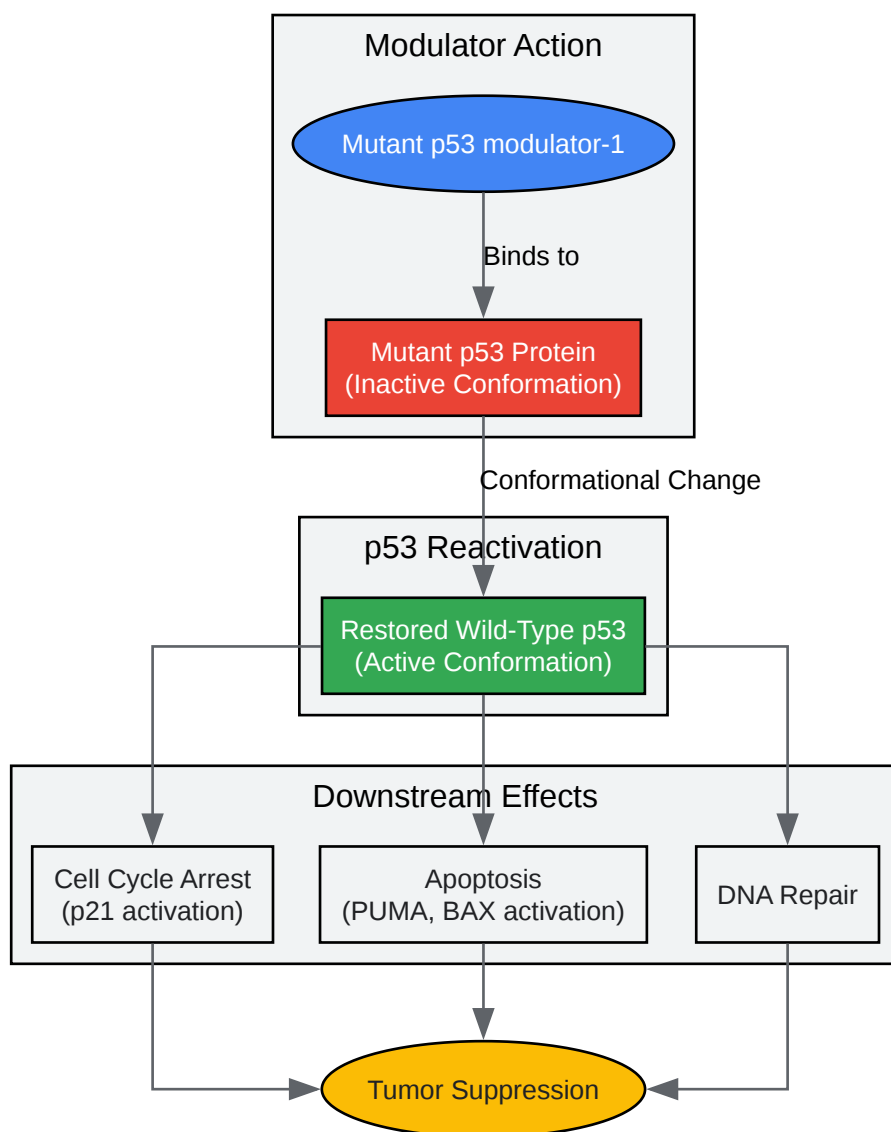 Modulator Action
Mutant p53 modulator-1
Binds to
Mutant p53 Protein
(Inactive Conformation)
Conformational Change
p53 Reactivation
Restored Wild-Type p53
(Active Conformation)
Downstream Effects
Cell Cycle Arrest
(p21 activation)
Apoptosis
(PUMA, BAX activation)
DNA Repair
Tumor Suppression